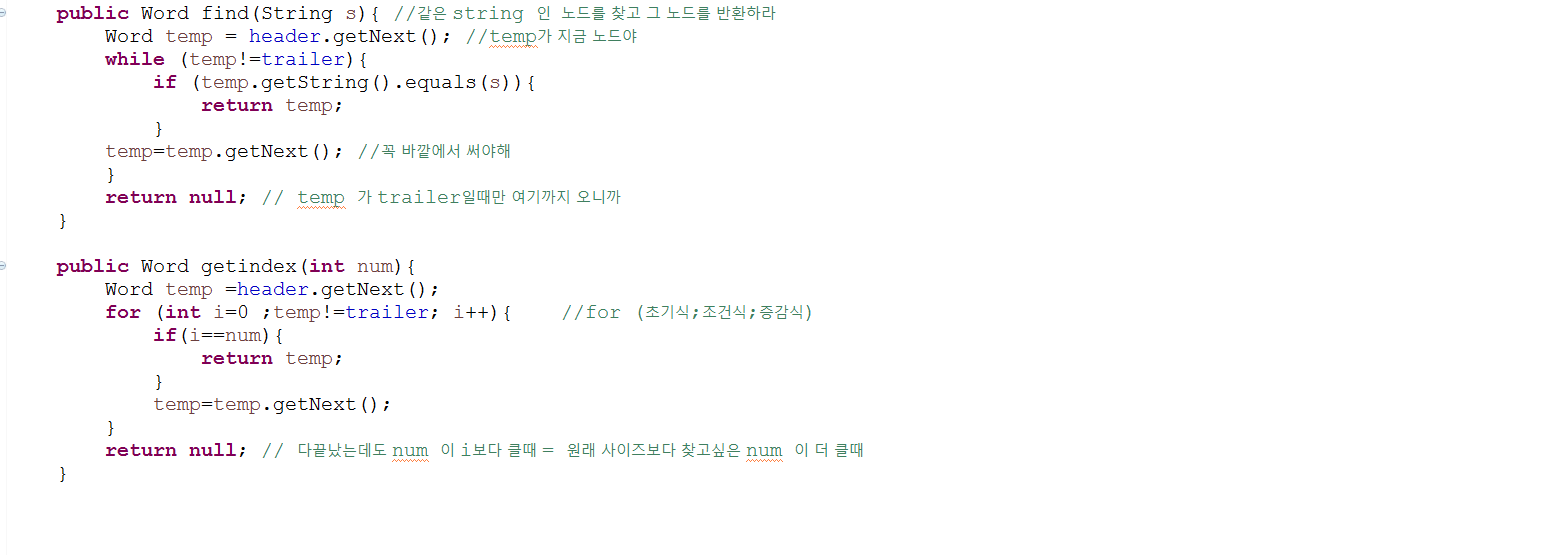 public Word find(String s){ //같은 string 인 노드를 찾고 그 노드를 반환하라
Word temp = header.getNext(); //temp가 지금 노드야
while (temp!=trailer){
if (temp.getString().equals(s)){
return temp;
}
temp=temp.getNext(); //꼭 바깥에서 써야해
}
return null; // temp 가 trailer일때만 여기까지 오니까
}
public Word getindex(int num){
Word temp =header.getNext();
for (int i=0 ;temp!=trailer; i++){ //for (초기식;조건식;증감식)
if(i==num){
return temp;
}
temp=temp.getNext();
}
return null; // 다끝났는데도 num 이 i보다 클때 = 원래 사이즈보다 찾고싶은 num 이 더 클때
}